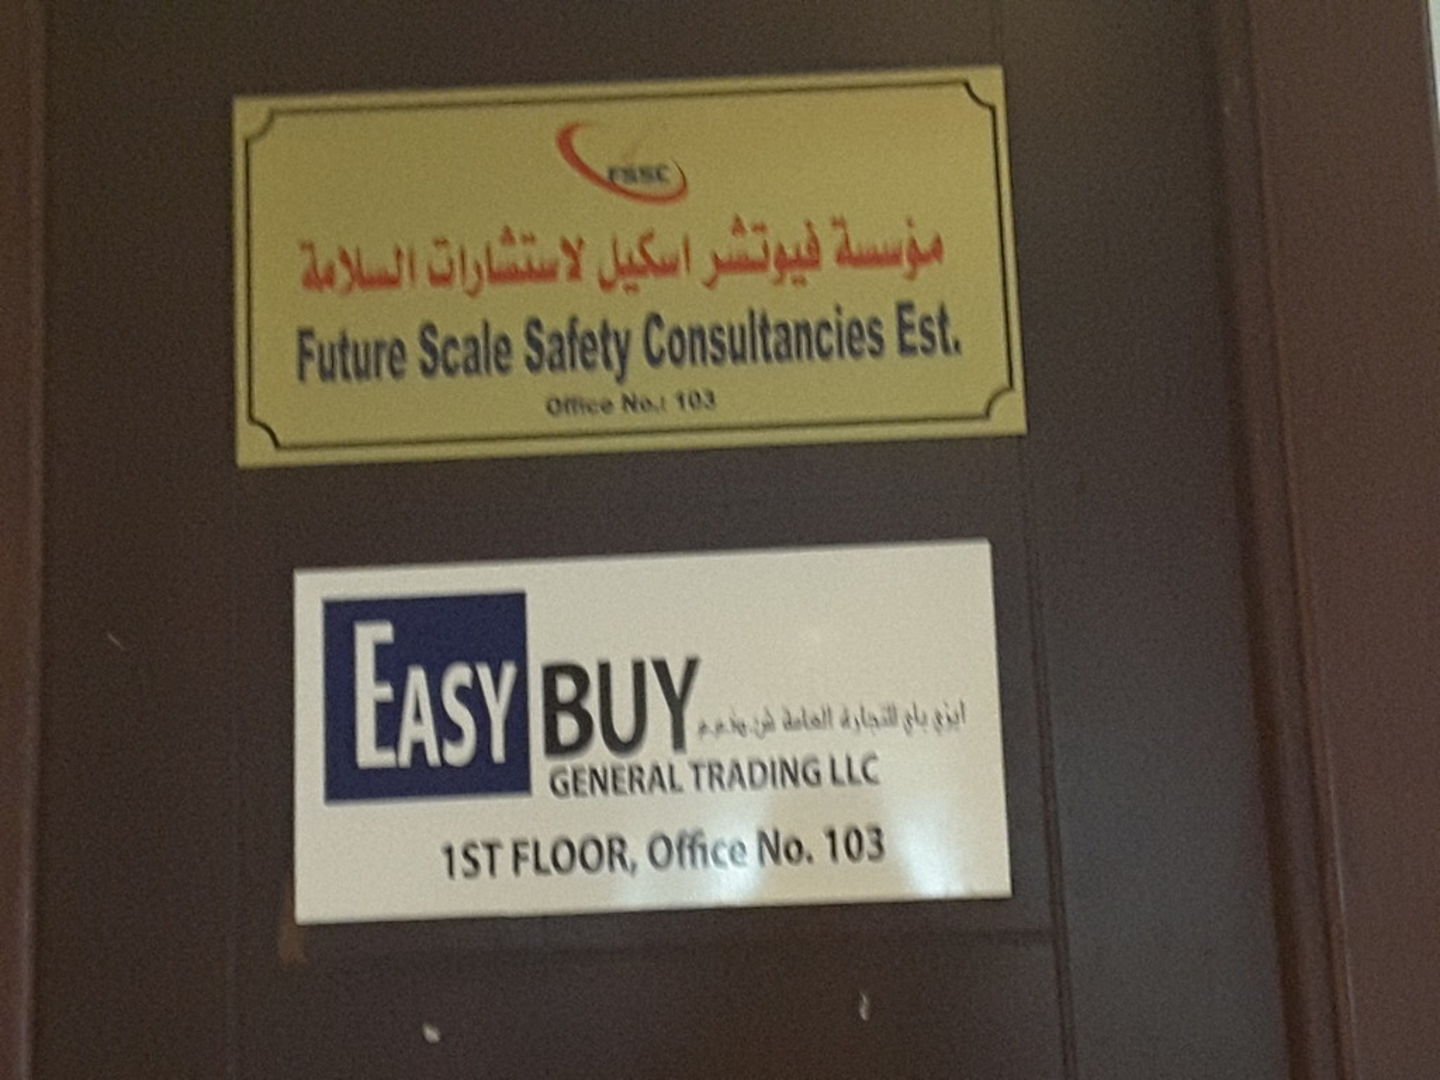 FSSC
مؤسسة فيوتشر اسكيل لاستشارات السلامة
Future Scale Safety Consultancies Est.
Office No.: 103
EASY BUY
ايزي باي للتجارة العامة ش.ذ.م.م
GENERAL TRADING LLC
1ST FLOOR, Office No. 103